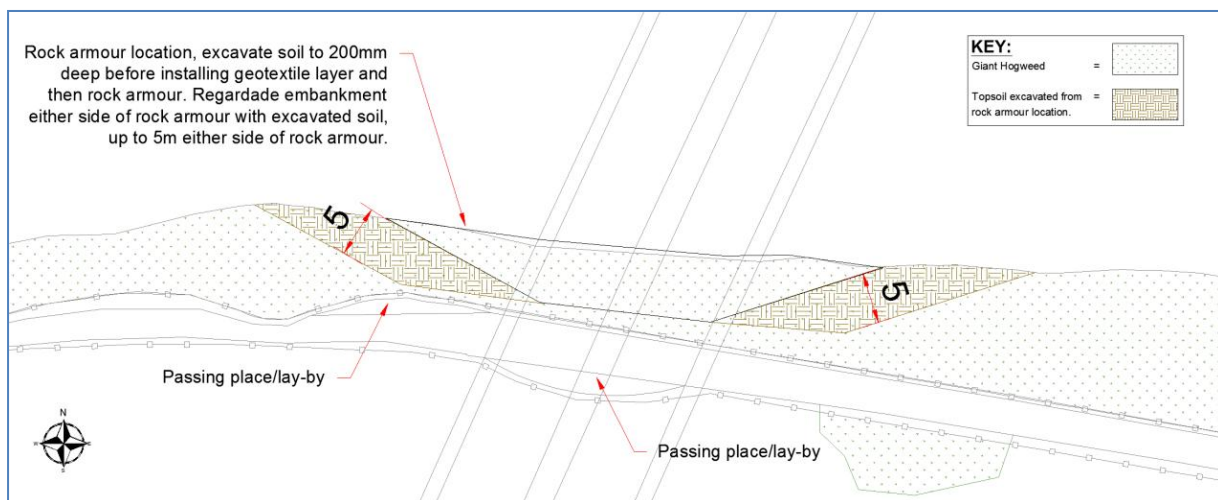 Rock armour location, excavate soil to 200mm
deep before installing geotextile layer and
then rock armour. Regardade embankment
either side of rock armour with excavated soil,
up to 5m either side of rock armour.
KEY:
Giant Hogweed =
Topsoil excavated from =
rock armour location.
5
5
Passing place/lay-by
Passing place/lay-by
N
S